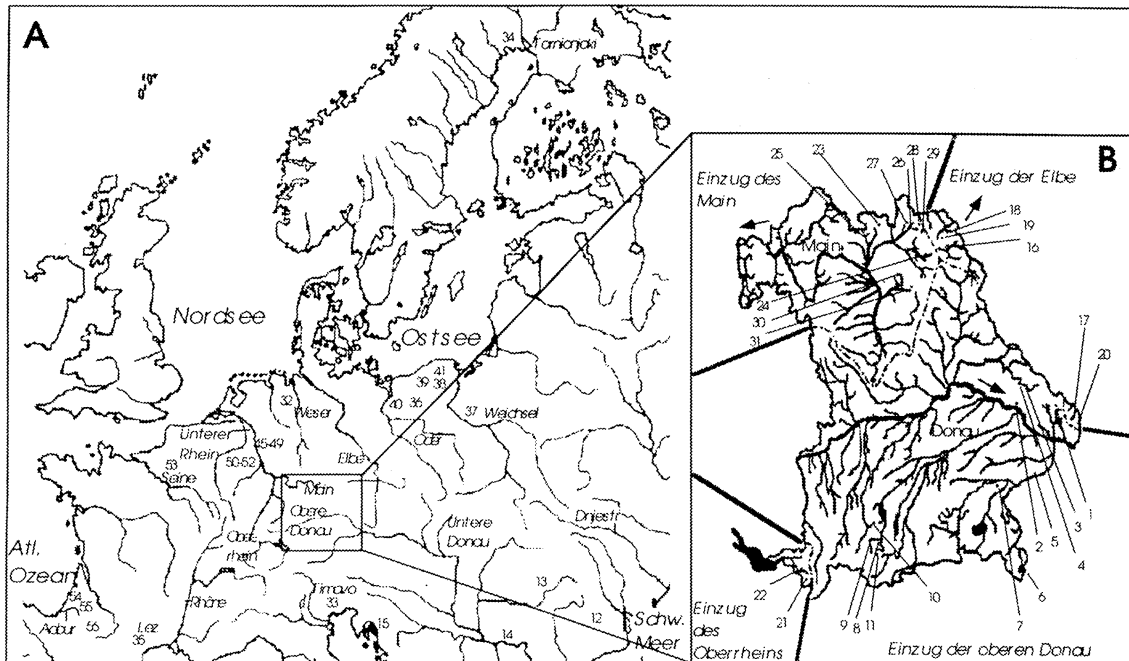 A
34
Tornionjoki
Nordsee
Ostsee
41
39 38
40 36
37 Weichsel
32 Weser
Oder
Unterer
Rhein
45-49
50-52
Elbe
53
Seine
Main
Obere
Donau
Ober-
rhein
Untere
Donau
Dnjestr
Atl.
Ozean
54
55
56
Adour
Lez
35
Rhône
Timavo
33
15
13
12
14
Schw.
Meer
B
25 23 27 26 28 29
Einzug des
Main
Einzug der Elbe
18
19
16
Main
24
30
31
17
20
Donau
1
3
5
4
2
6
7
10
11
8
9
22
21
Einzug
des
Oberrheins
Einzug der oberen Donau